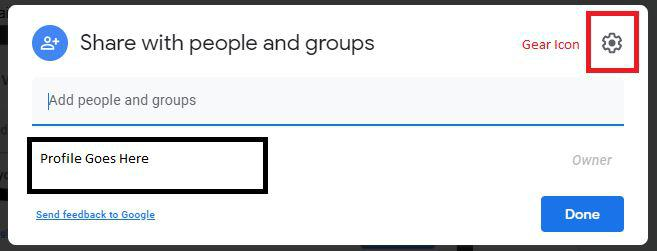 Share with people and groups
Gear Icon
Add people and groups
Profile Goes Here
Owner
Send feedback to Google
Done